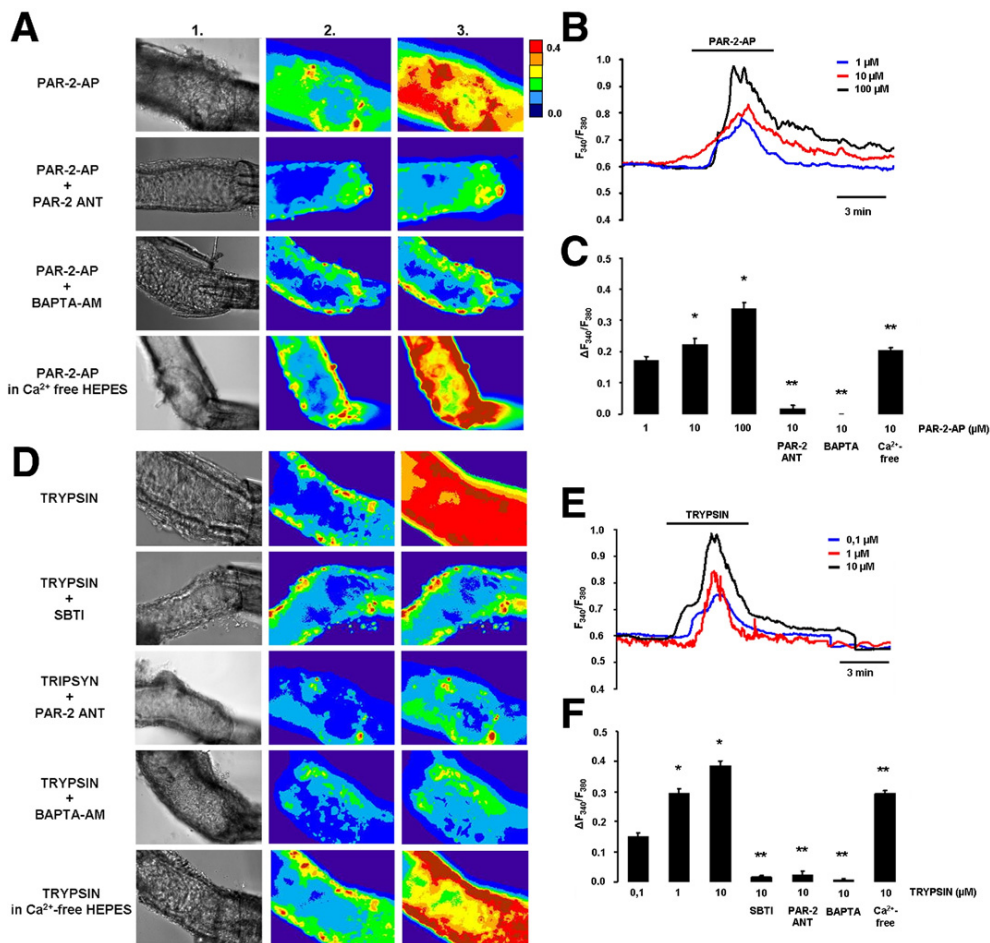 A
1.
2.
3.
PAR-2-AP
0.4
0.0
PAR-2-AP
+
PAR-2 ANT
PAR-2-AP
+
BAPTA-AM
PAR-2-AP
in Ca²⁺ free HEPES
B
PAR-2-AP
1 µM
10 µM
100 µM
F340/F380
1.0
0.9
0.8
0.7
0.6
0.5
0.4
3 min
C
ΔF340/F380
0.4
0.3
0.2
0.1
0.0
*
*
**
**
**
1 10 100 10 10 10 PAR-2-AP (µM)
PAR-2 ANT
BAPTA
Ca²⁺-free
D
TRYPSIN
TRYPSIN
+
SBTI
TRIPSYN
+
PAR-2 ANT
TRYPSIN
+
BAPTA-AM
TRYPSIN
in Ca²⁺-free HEPES
E
TRYPSIN
0,1 µM
1 µM
10 µM
F340/F380
1.0
0.9
0.8
0.7
0.6
0.5
0.4
3 min
F
ΔF340/F380
0.5
0.4
0.3
0.2
0.1
0.0
*
*
**
**
**
**
0,1 1 10 10 10 10 10 TRYPSIN (µM)
SBTI
PAR-2 ANT
BAPTA
Ca²⁺-free